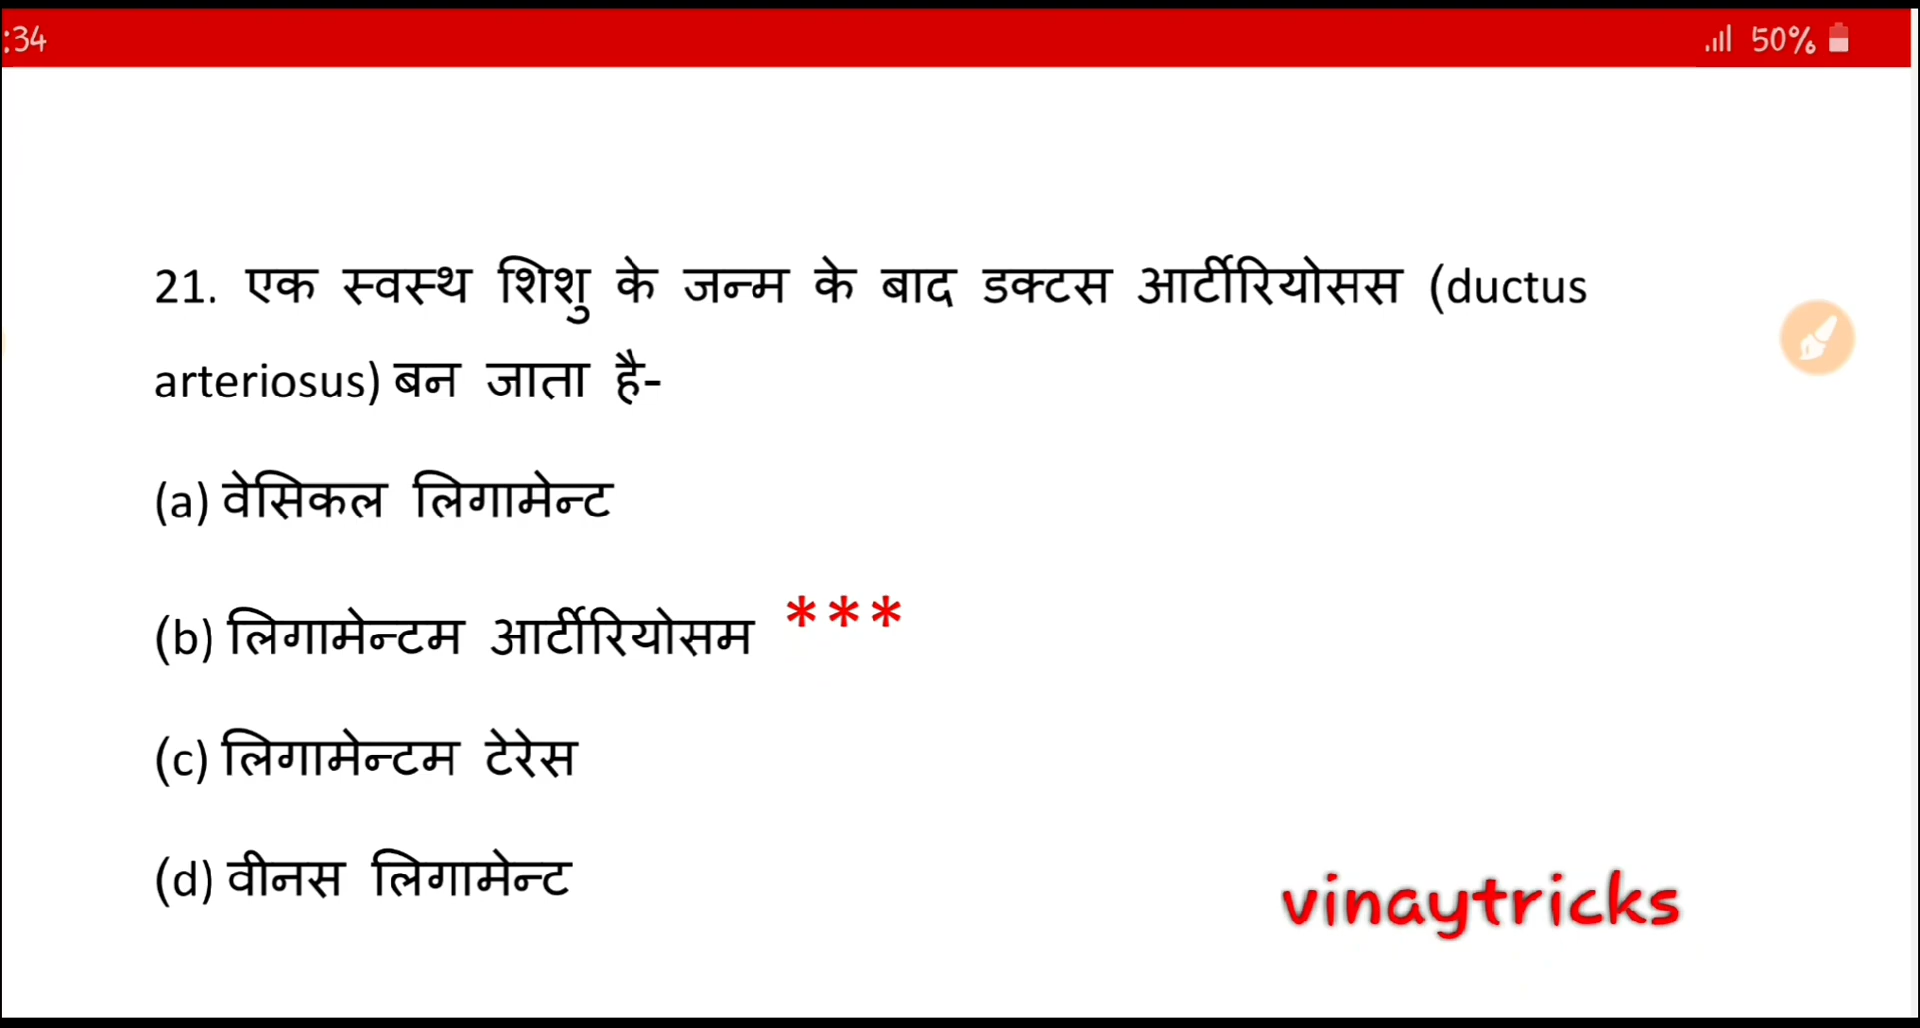 :34
50%
21. एक स्वस्थ शिशु के जन्म के बाद डक्टस आर्टीरियोसस (ductus
arteriosus) बन जाता है-
(a) वेसिकल लिगामेन्ट
(b) लिगामेन्टम आर्टीरियोसम ***
(c) लिगामेन्टम टेरेस
(d) वीनस लिगामेन्ट
vinaytricks